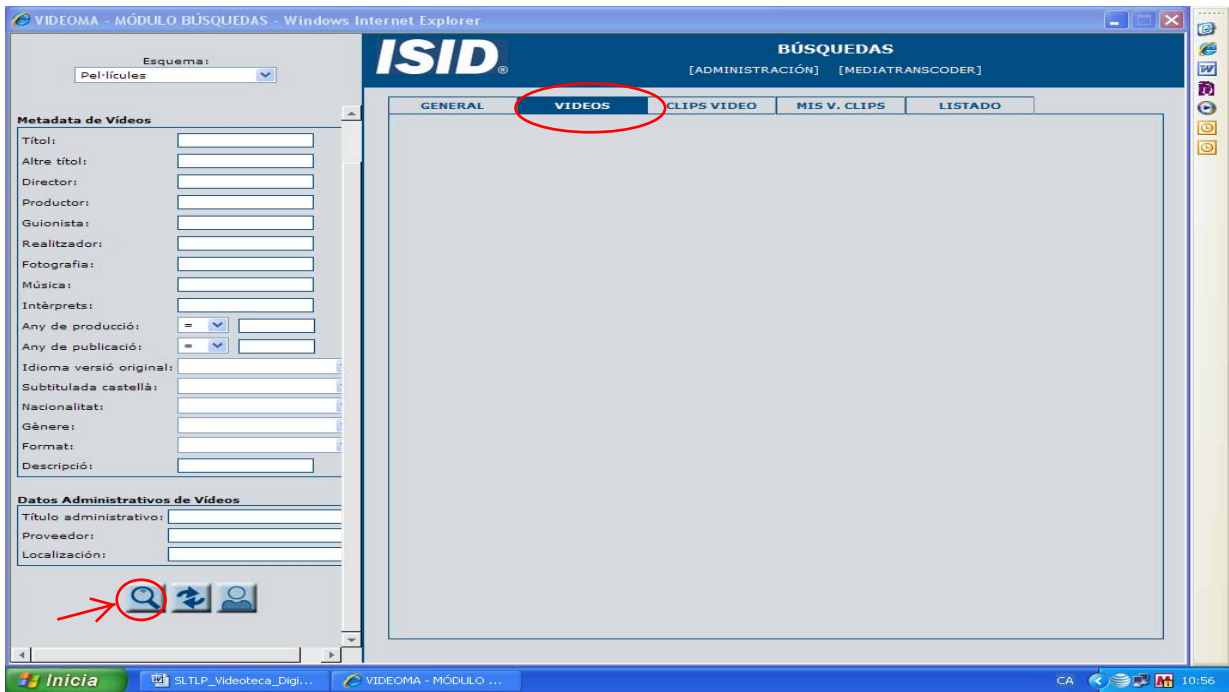 VIDEOMA - MÓDULO BÚSQUEDAS - Windows Internet Explorer
Esquema:
Pel·lícules
ISID®
BÚSQUEDAS
[ADMINISTRACIÓN] [MEDIATRANSCODER]
GENERAL VIDEOS CLIPS VIDEO MIS V. CLIPS LISTADO
Metadata de Vídeos
Títol:
Altre títol:
Director:
Productor:
Guionista:
Realitzador:
Fotografia:
Música:
Intèrprets:
Any de producció: =
Any de publicació: =
Idioma versió original:
Subtitulada castellà:
Nacionalitat:
Gènere:
Format:
Descripció:
Datos Administrativos de Vídeos
Título administrativo:
Proveedor:
Localización:
Inicia SLTLP_Videoteca_Digi... VIDEOMA - MÓDULO ... CA 10:56